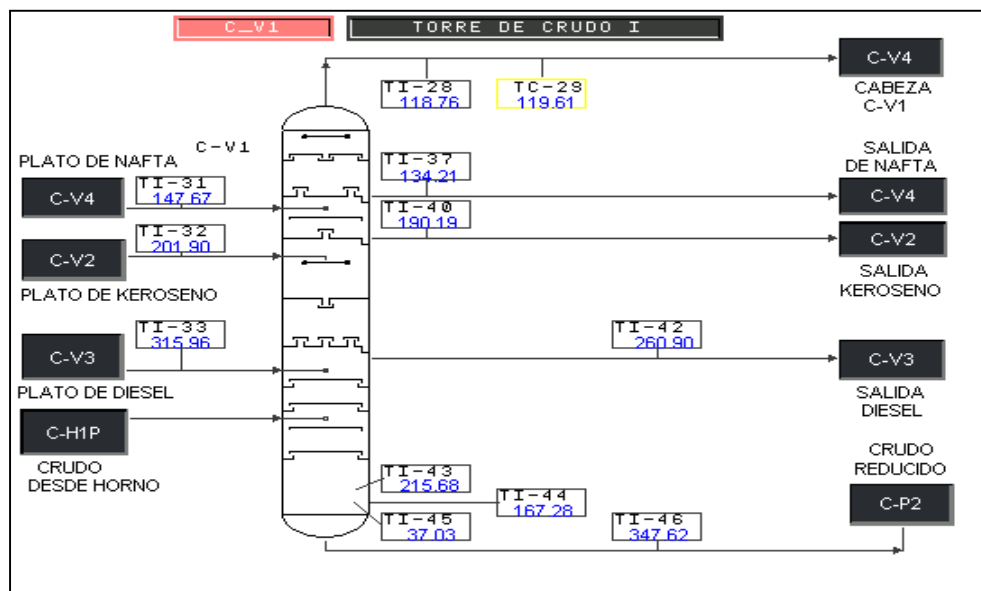 C_V1
TORRE DE CRUDO I
TI-28
118.76
TC-29
119.61
C-V4
CABEZA
C-V1
C-V1
PLATO DE NAFTA
TI-31
147.67
C-V4
TI-37
134.21
SALIDA
DE NAFTA
C-V4
TI-32
201.90
C-V2
PLATO DE KEROSENO
TI-40
190.19
C-V2
SALIDA
KEROSENO
TI-33
315.96
C-V3
PLATO DE DIESEL
TI-42
260.90
C-V3
SALIDA
DIESEL
C-H1P
CRUDO
DESDE HORNO
TI-43
215.68
TI-44
167.28
TI-45
37.03
TI-46
347.62
CRUDO
REDUCIDO
C-P2